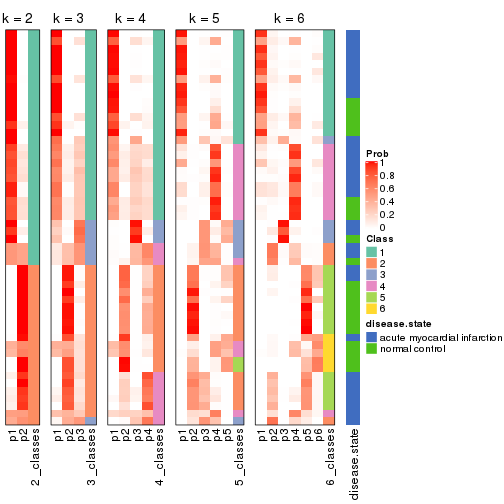 k = 2 k = 3 k = 4 k = 5 k = 6
Prob
1
0.8
0.6
0.4
0.2
0
Class
1
2
3
4
5
6
disease.state
acute myocardial infarction
normal control
p1 p2 2_classes p1 p2 p3 3_classes p1 p2 p3 p4 4_classes p1 p2 p3 p4 p5 5_classes p1 p2 p3 p4 p5 p6 6_classes disease.state